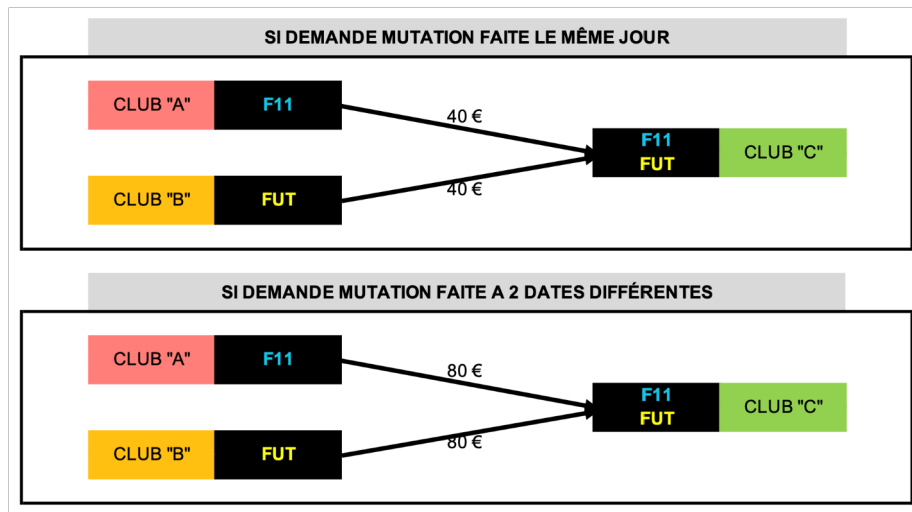 SI DEMANDE MUTATION FAITE LE MÊME JOUR
CLUB "A" F11
40 €
F11
FUT
CLUB "C"
CLUB "B" FUT
40 €
SI DEMANDE MUTATION FAITE A 2 DATES DIFFÉRENTES
CLUB "A" F11
80 €
F11
FUT
CLUB "C"
CLUB "B" FUT
80 €